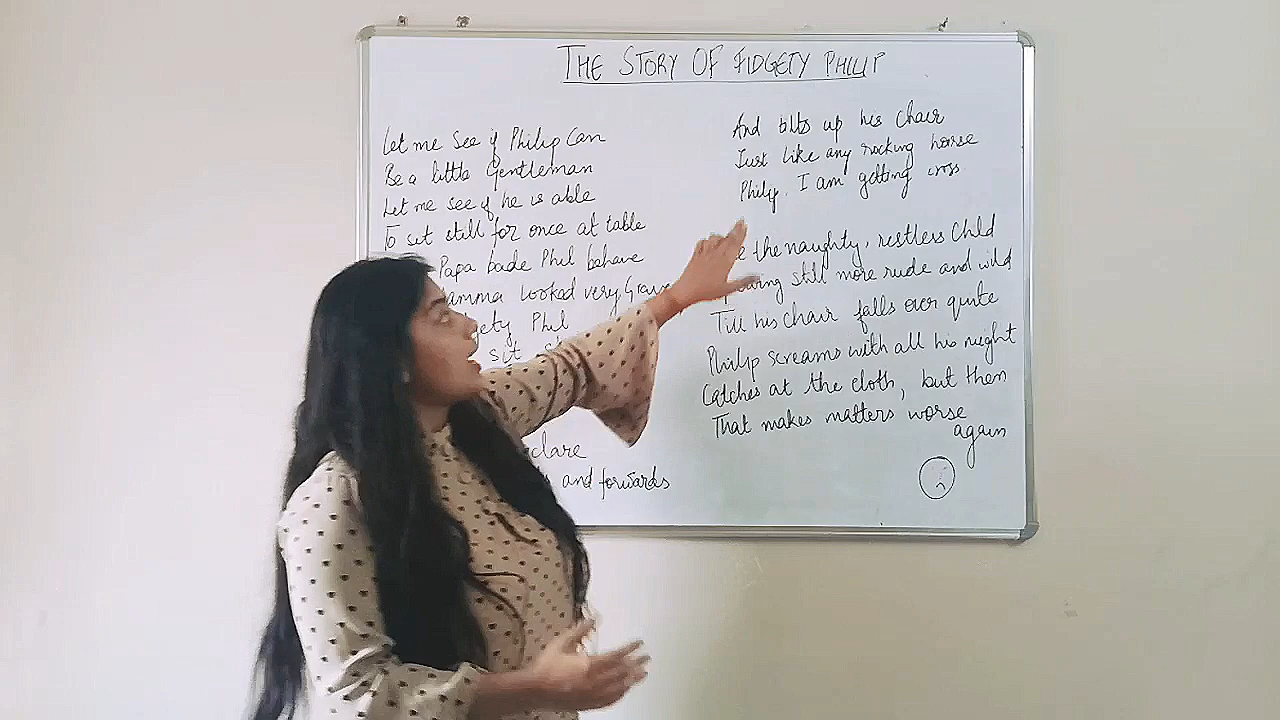 THE STORY OF FIDGETY PHILIP
Let me See if Philip Can
Be a little Gentleman
Let me see if he is able
To sit still for once at table
Papa bade Phil behave
amma looked very Grave
gety Phil
sit
clare
and forwards
And tilts up his chair
Just like any rocking horse
Philip, I am getting cross
the naughty, restless Child
still more rude and wild
Till his chair falls over quite
Philip screams with all his might
Catches at the cloth, but then
That makes matters worse
again